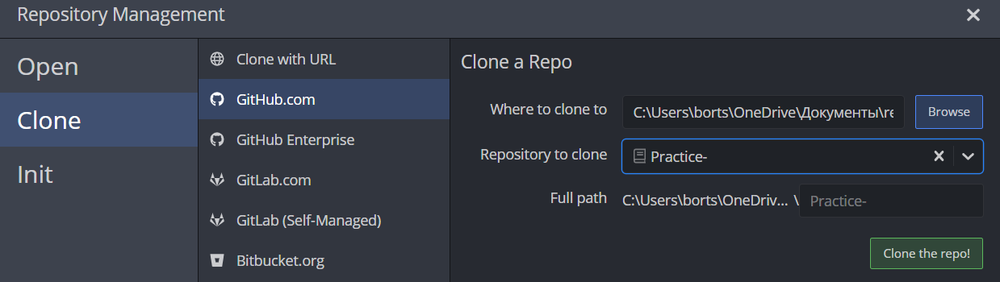 Repository Management
Open
Clone
Init
Clone with URL
GitHub.com
GitHub Enterprise
GitLab.com
GitLab (Self-Managed)
Bitbucket.org
Clone a Repo
Where to clone to C:\Users\borts\OneDrive\Документы\re Browse
Repository to clone Practice-
Full path C:\Users\borts\OneDriv... \ Practice-
Clone the repo!